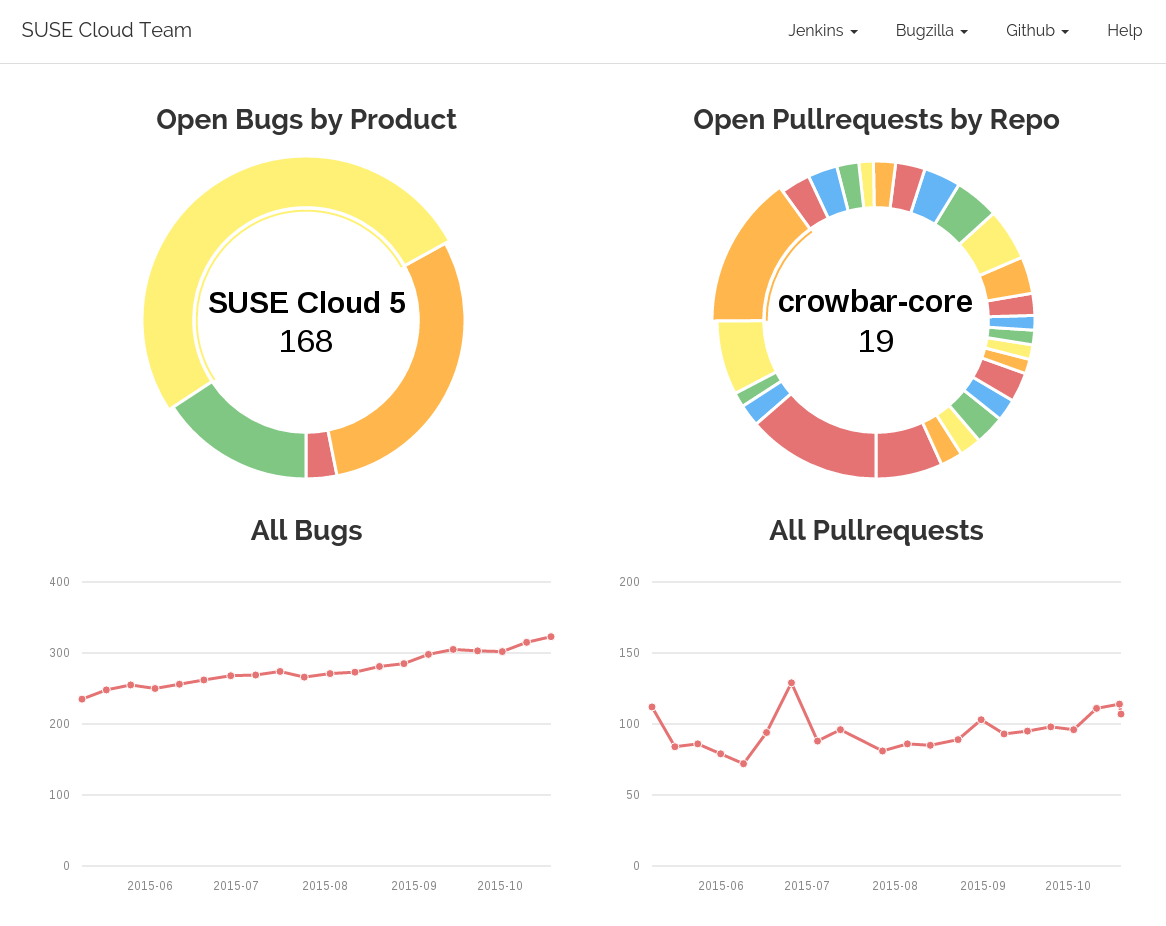 SUSE Cloud Team
Jenkins
Bugzilla
Github
Help
Open Bugs by Product
SUSE Cloud 5
168
Open Pullrequests by Repo
crowbar-core
19
All Bugs
400
300
200
100
0
2015-06 2015-07 2015-08 2015-09 2015-10
All Pullrequests
200
150
100
50
0
2015-06 2015-07 2015-08 2015-09 2015-10